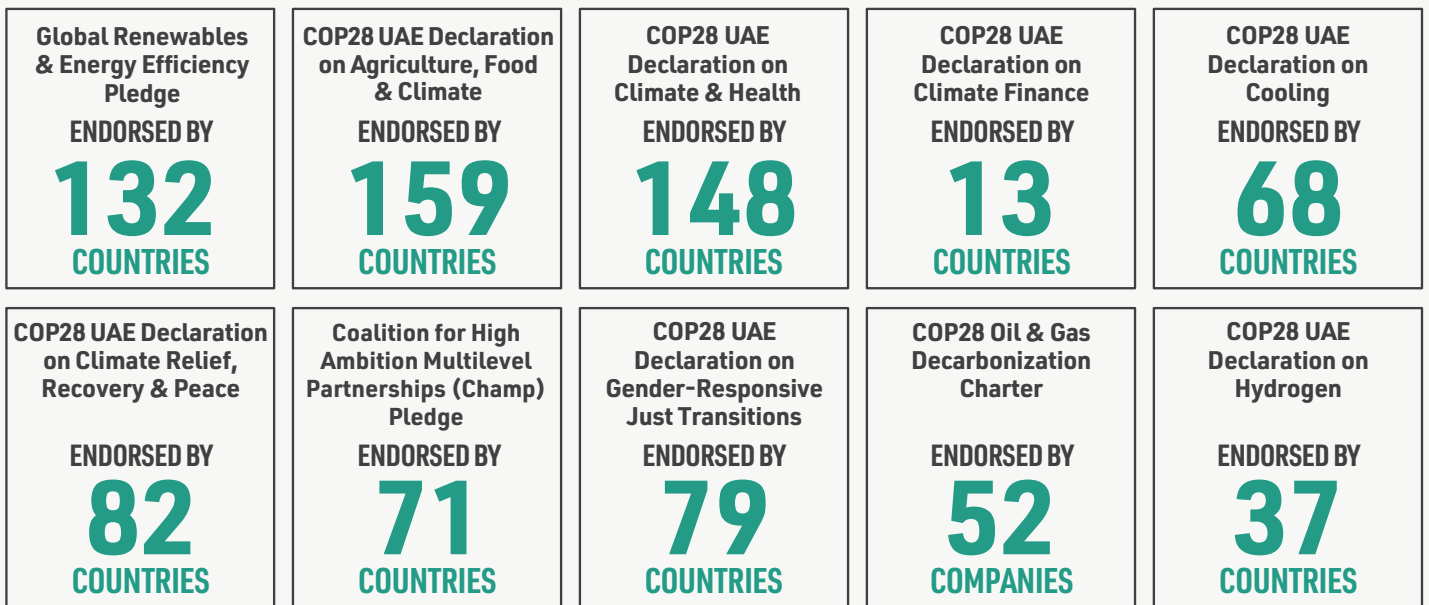 Global Renewables
& Energy Efficiency
Pledge
ENDORSED BY
132
COUNTRIES
COP28 UAE Declaration
on Agriculture, Food
& Climate
ENDORSED BY
159
COUNTRIES
COP28 UAE
Declaration on
Climate & Health
ENDORSED BY
148
COUNTRIES
COP28 UAE
Declaration on
Climate Finance
ENDORSED BY
13
COUNTRIES
COP28 UAE
Declaration on
Cooling
ENDORSED BY
68
COUNTRIES
COP28 UAE Declaration
on Climate Relief,
Recovery & Peace
ENDORSED BY
82
COUNTRIES
Coalition for High
Ambition Multilevel
Partnerships (Champ)
Pledge
ENDORSED BY
71
COUNTRIES
COP28 UAE
Declaration on
Gender-Responsive
Just Transitions
ENDORSED BY
79
COUNTRIES
COP28 Oil & Gas
Decarbonization
Charter
ENDORSED BY
52
COMPANIES
COP28 UAE
Declaration on
Hydrogen
ENDORSED BY
37
COUNTRIES